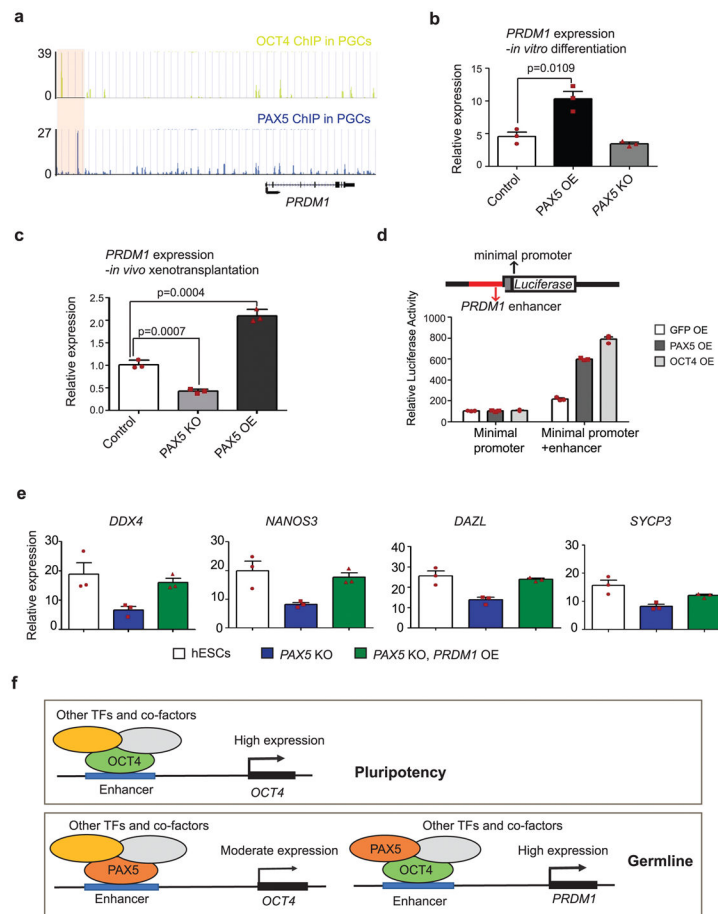 a
OCT4 ChIP in PGCs
39
0
PAX5 ChIP in PGCs
27
0
PRDM1
b
PRDM1 expression
-in vitro differentiation
p=0.0109
Relative expression
15
10
5
0
Control
PAX5 OE
PAX5 KO
c
PRDM1 expression
-in vivo xenotransplantation
p=0.0004
p=0.0007
Relative expression
2.5
2.0
1.5
1.0
0.5
0.0
Control
PAX5 KO
PAX5 OE
d
minimal promoter
Luciferase
PRDM1 enhancer
Relative Luciferase Activity
1000
800
600
400
200
0
GFP OE
PAX5 OE
OCT4 OE
Minimal promoter
Minimal promoter +enhancer
e
DDX4
NANOS3
DAZL
SYCP3
Relative expression
30
20
10
0
30
20
10
0
30
20
10
0
30
20
10
0
hESCs
PAX5 KO
PAX5 KO, PRDM1 OE
f
Other TFs and co-factors
OCT4
Enhancer
High expression
OCT4
Pluripotency
Other TFs and co-factors
PAX5
Enhancer
Moderate expression
OCT4
Other TFs and co-factors
PAX5
OCT4
Enhancer
High expression
PRDM1
Germline